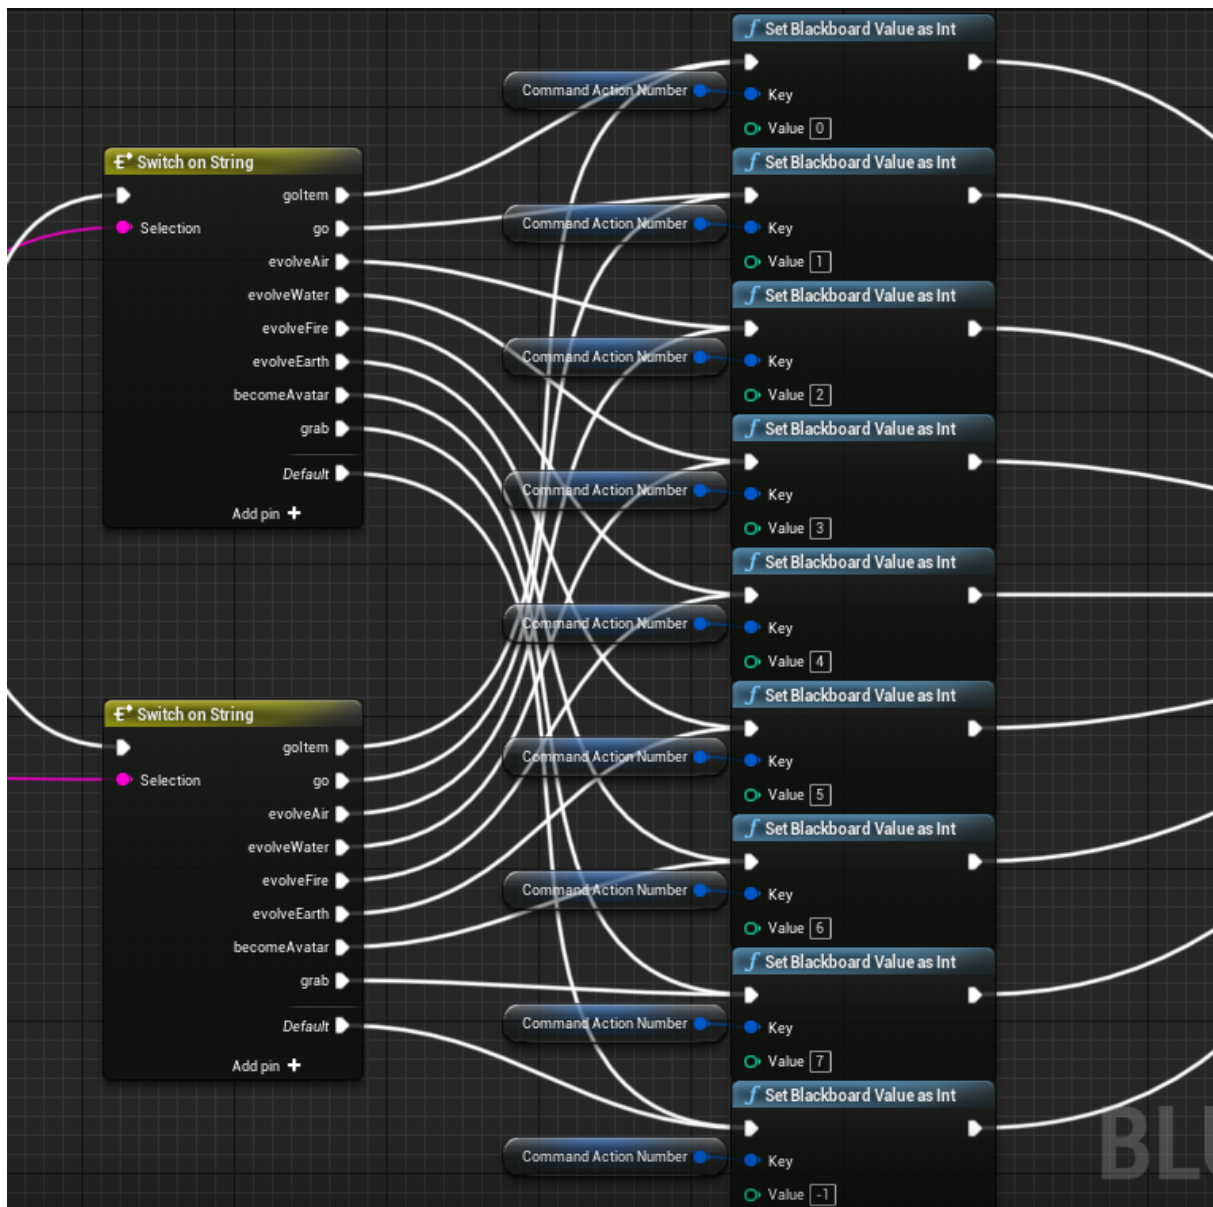 Switch on String
goItem
Selection
go
evolveAir
evolveWater
evolveFire
evolveEarth
becomeAvatar
grab
Default
Add pin +
Switch on String
goItem
Selection
go
evolveAir
evolveWater
evolveFire
evolveEarth
becomeAvatar
grab
Default
Add pin +
Set Blackboard Value as Int
Command Action Number
Key
Value 0
Set Blackboard Value as Int
Command Action Number
Key
Value 1
Set Blackboard Value as Int
Command Action Number
Key
Value 2
Set Blackboard Value as Int
Command Action Number
Key
Value 3
Set Blackboard Value as Int
Command Action Number
Key
Value 4
Set Blackboard Value as Int
Command Action Number
Key
Value 5
Set Blackboard Value as Int
Command Action Number
Key
Value 6
Set Blackboard Value as Int
Command Action Number
Key
Value 7
Set Blackboard Value as Int
Command Action Number
Key
Value -1